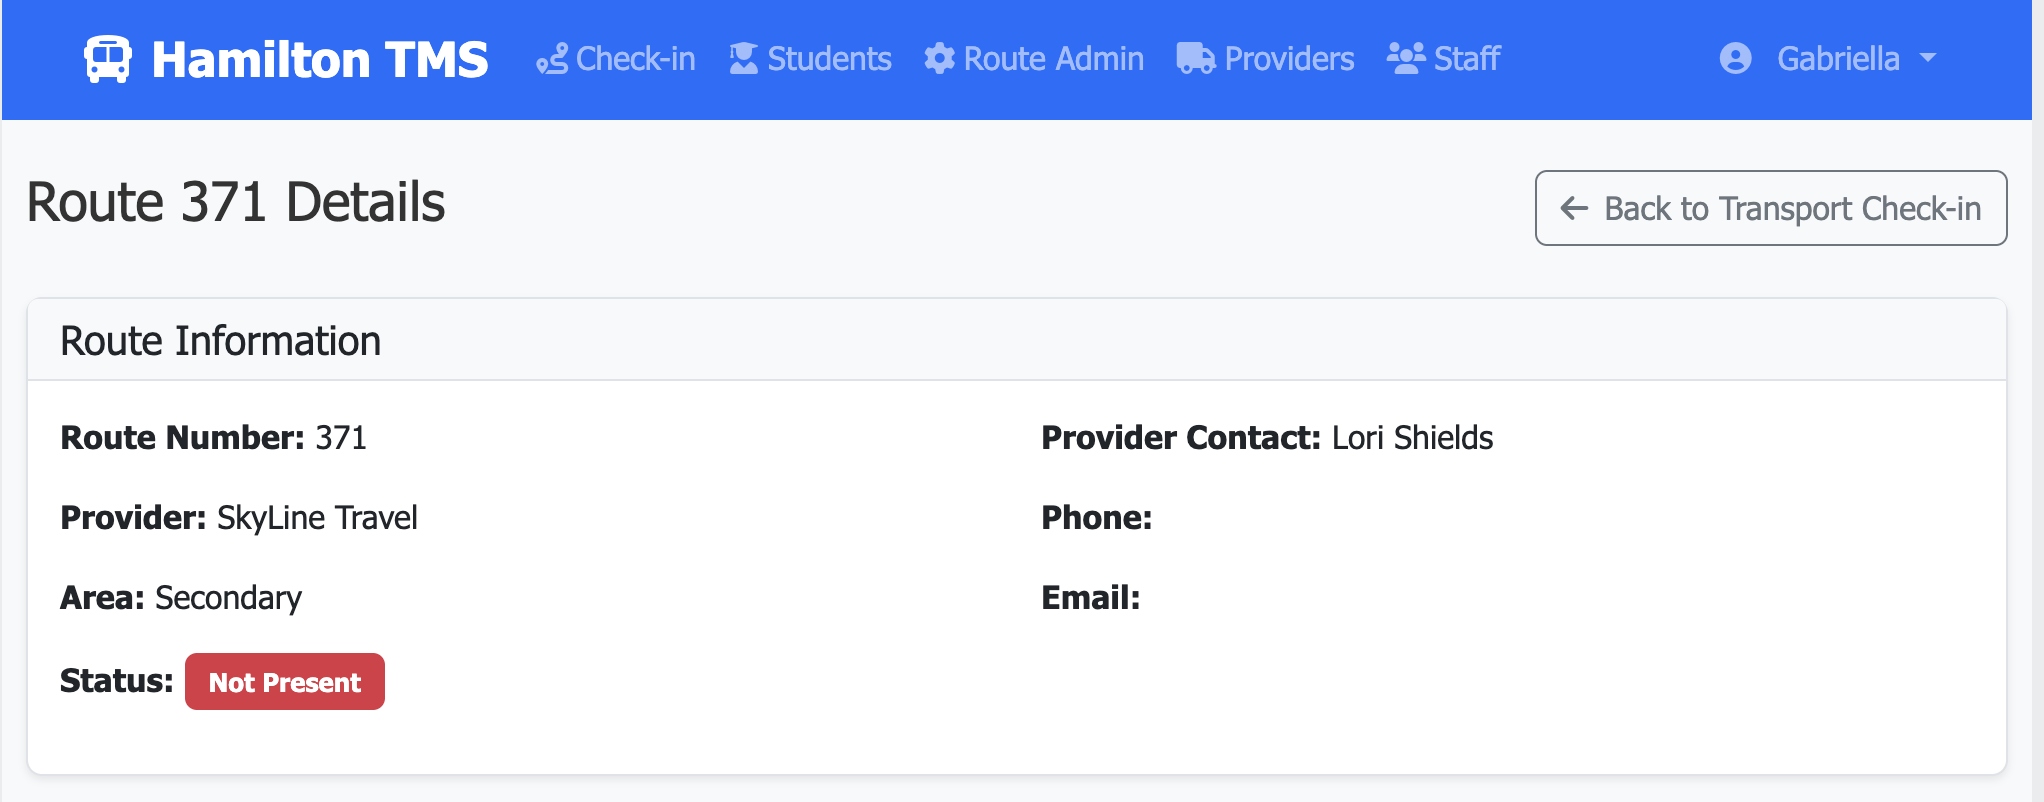 Hamilton TMS Check-in Students Route Admin Providers Staff Gabriella
Route 371 Details
Back to Transport Check-in
Route Information
Route Number: 371
Provider Contact: Lori Shields
Provider: SkyLine Travel
Phone:
Area: Secondary
Email:
Status: Not Present